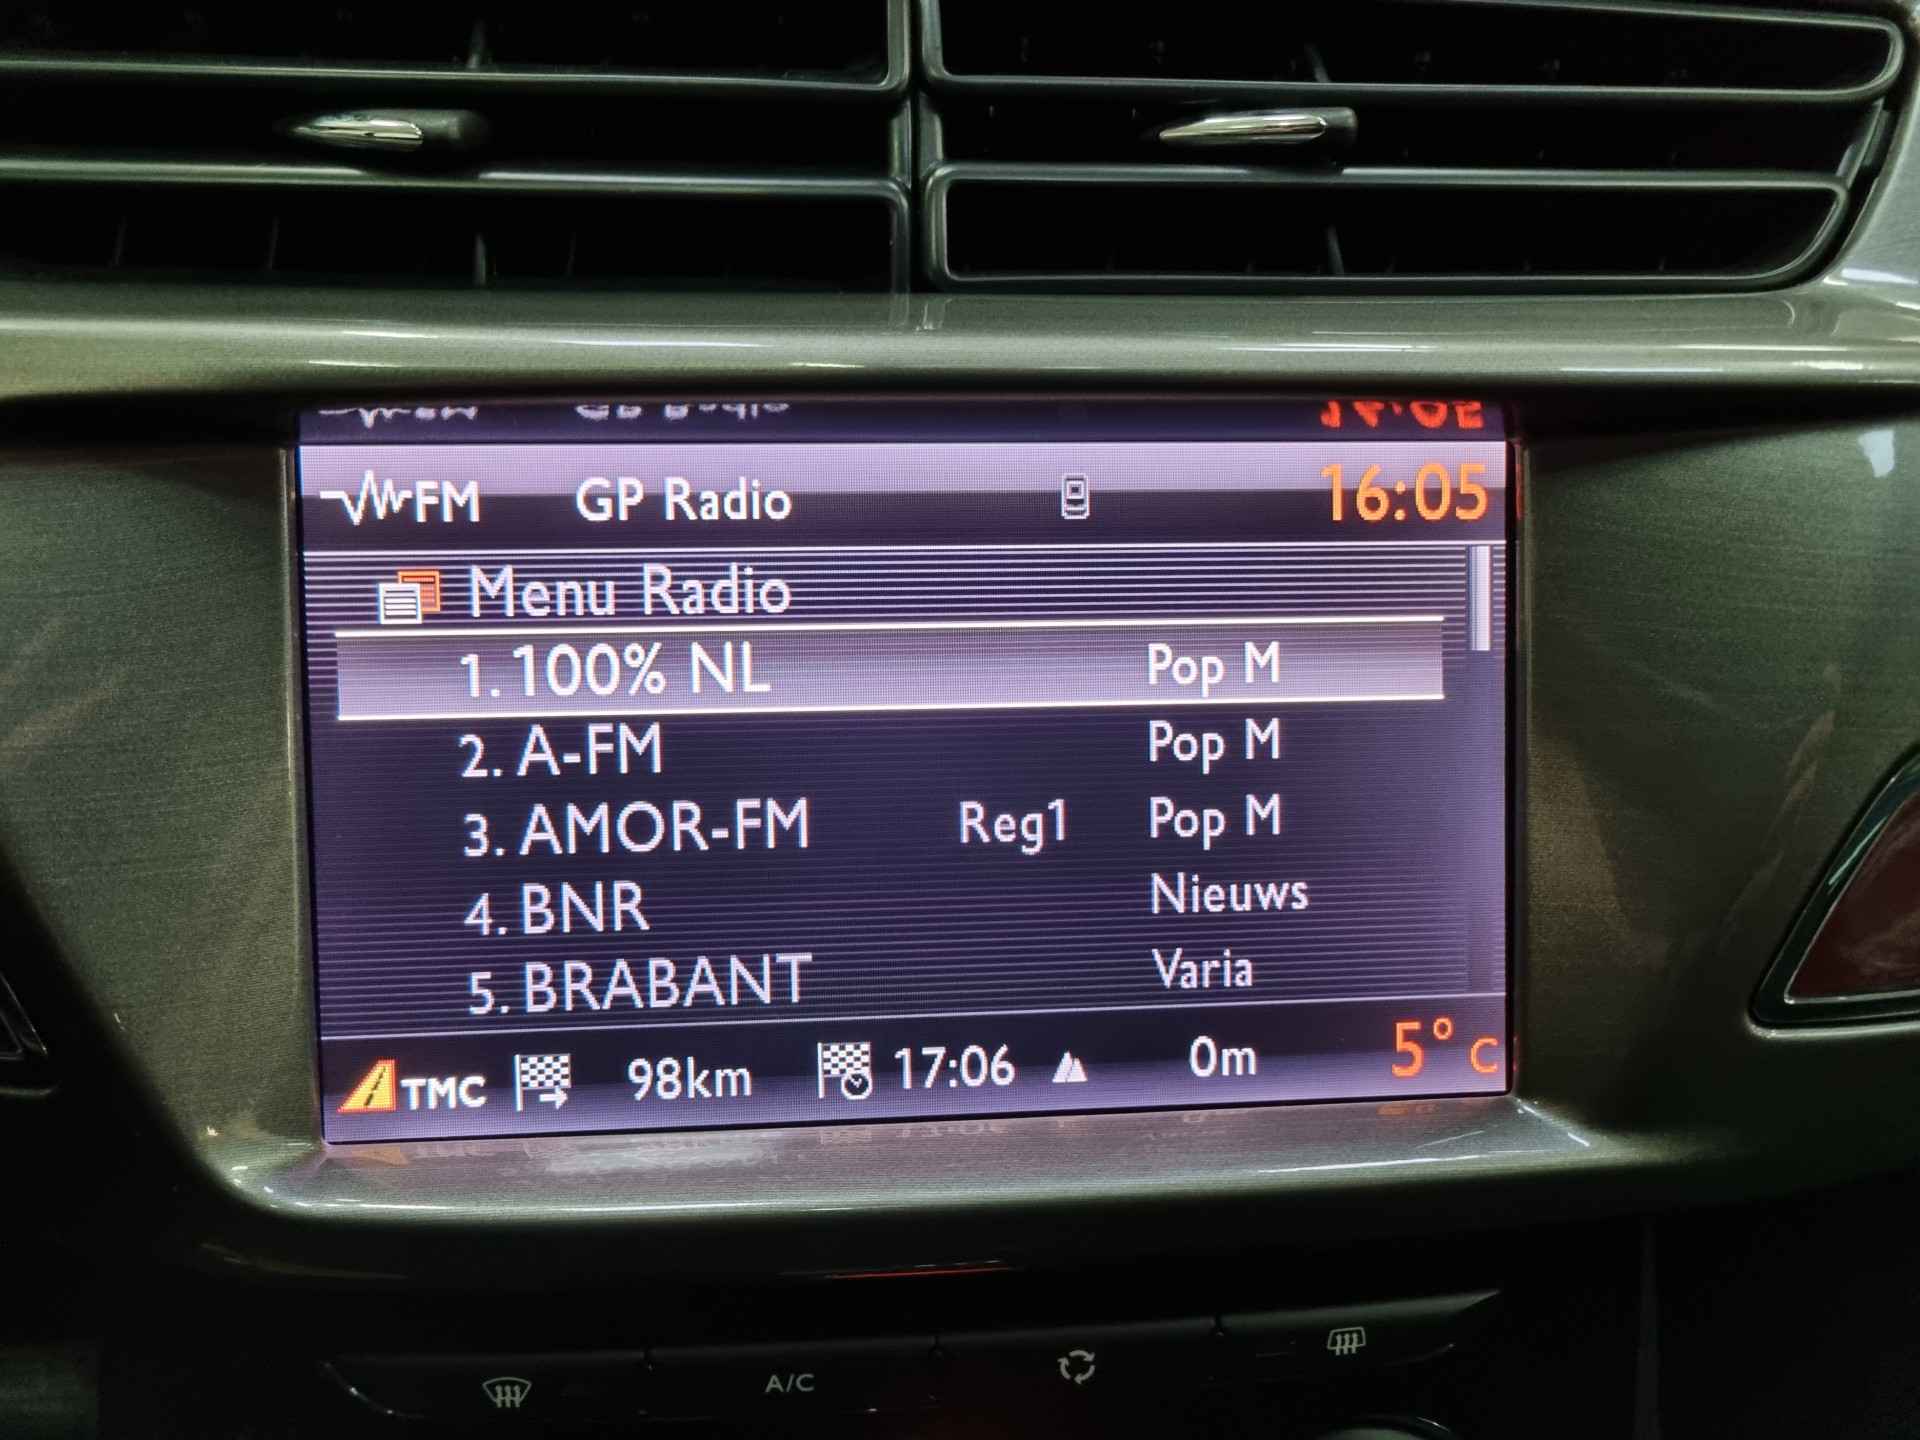 FM GP Radio 16:05
Menu Radio
1. 100% NL Pop M
2. A-FM Pop M
3. AMOR-FM Reg1 Pop M
4. BNR Nieuws
5. BRABANT Varia
TMC 98km 17:06 0m 5° C
A/C